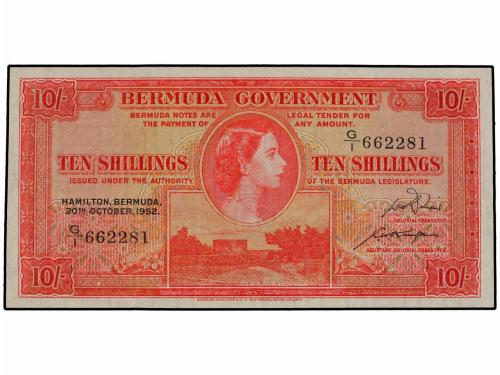 10/- BERMUDA GOVERNMENT 10/-
BERMUDA NOTES ARE LEGAL TENDER FOR
THE PAYMENT OF ANY AMOUNT.
G/1 662281
TEN SHILLINGS TEN SHILLINGS
ISSUED UNDER THE AUTHORITY OF THE BERMUDA LEGISLATURE.
HAMILTON, BERMUDA.
20TH OCTOBER, 1952.
COLONIAL TREASURER
G/1 662281
ASSISTANT COLONIAL TREASURER
10/- 10/-